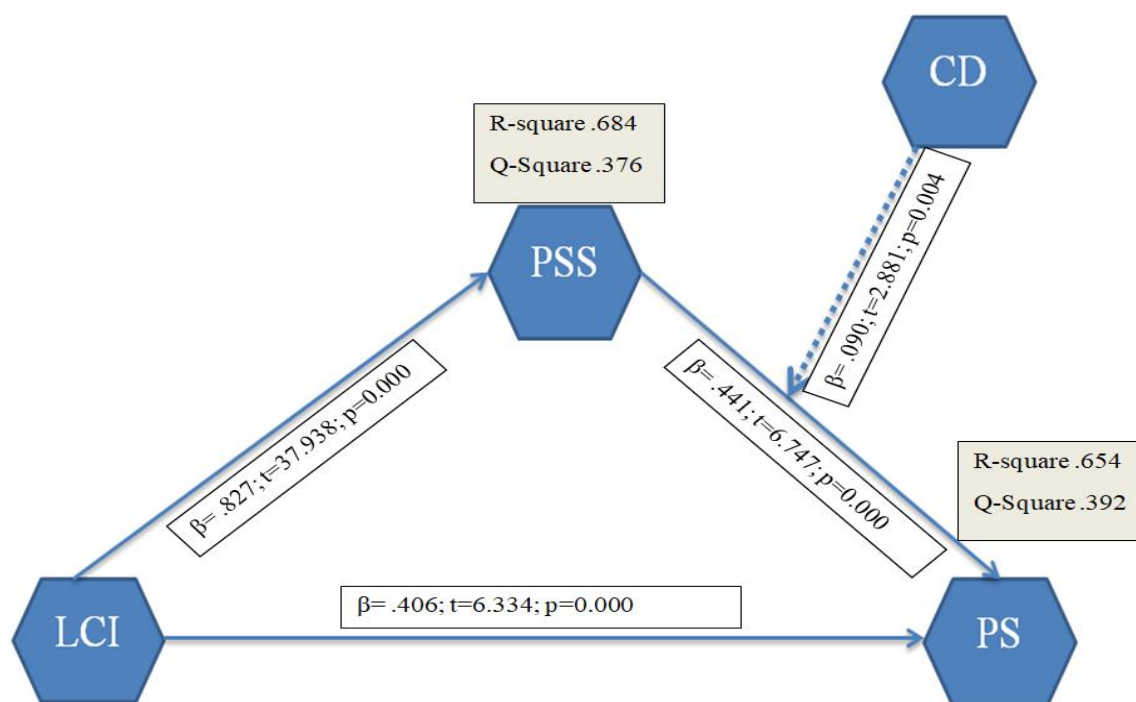 CD
R-square .684
Q-Square .376
β= .090; t=2.881; p=0.004
PSS
β= .827; t=37.938; p=0.000
β= .441; t=6.747; p=0.000
R-square .654
Q-Square .392
β= .406; t=6.334; p=0.000
LCI
PS